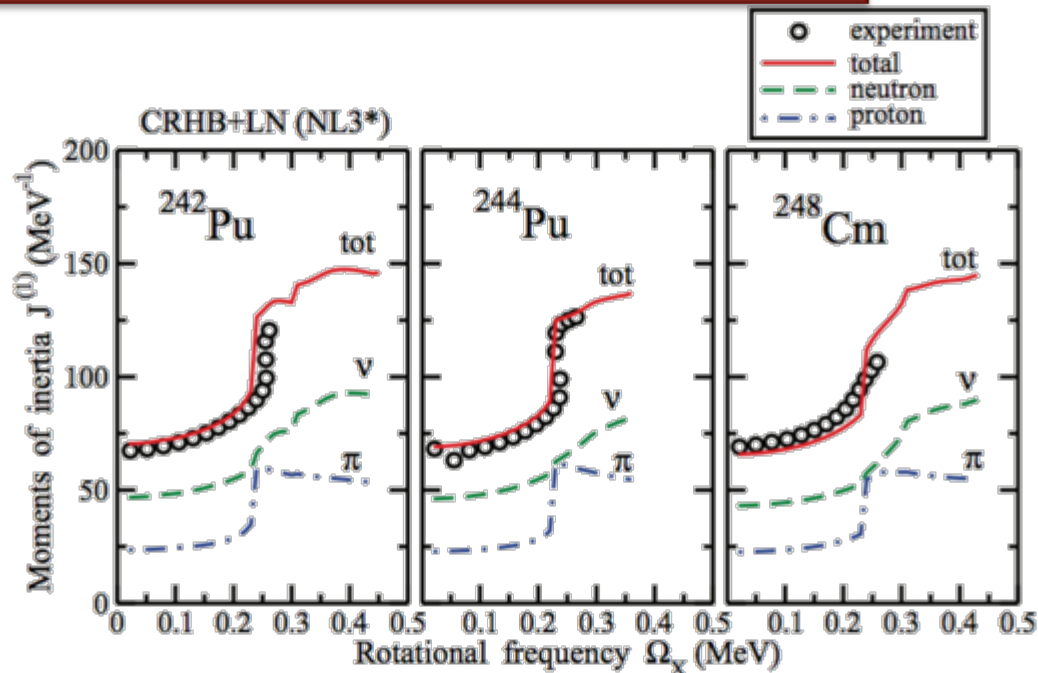 experiment
total
neutron
proton
CRHB+LN (NL3*)
Moments of inertia J⁽¹⁾ (MeV⁻¹)
200
150
100
50
0
²⁴²Pu
tot
ν
π
²⁴⁴Pu
tot
ν
π
²⁴⁸Cm
tot
ν
π
0 0.1 0.2 0.3 0.4 0.5 0.1 0.2 0.3 0.4 0.5 0.1 0.2 0.3 0.4 0.5
Rotational frequency Ωₓ (MeV)